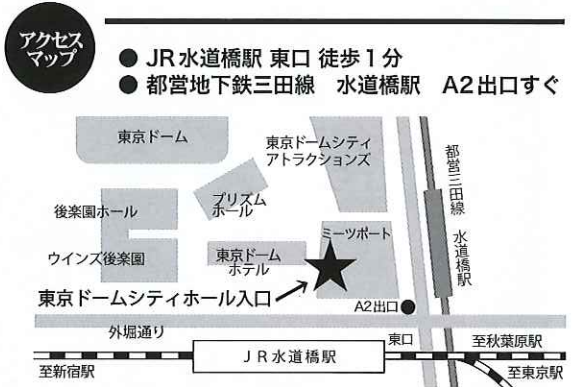 アクセス
マップ
● JR水道橋駅 東口 徒歩1分
● 都営地下鉄三田線 水道橋駅 A2出口すぐ
東京ドーム
東京ドームシティ
アトラクションズ
都営三田線 水道橋駅
プリズム
ホール
後楽園ホール
ミーツポート
ウインズ後楽園
東京ドーム
ホテル
東京ドームシティホール入口
A2出口
外堀通り
東口
至秋葉原駅
JR水道橋駅
至新宿駅
至東京駅